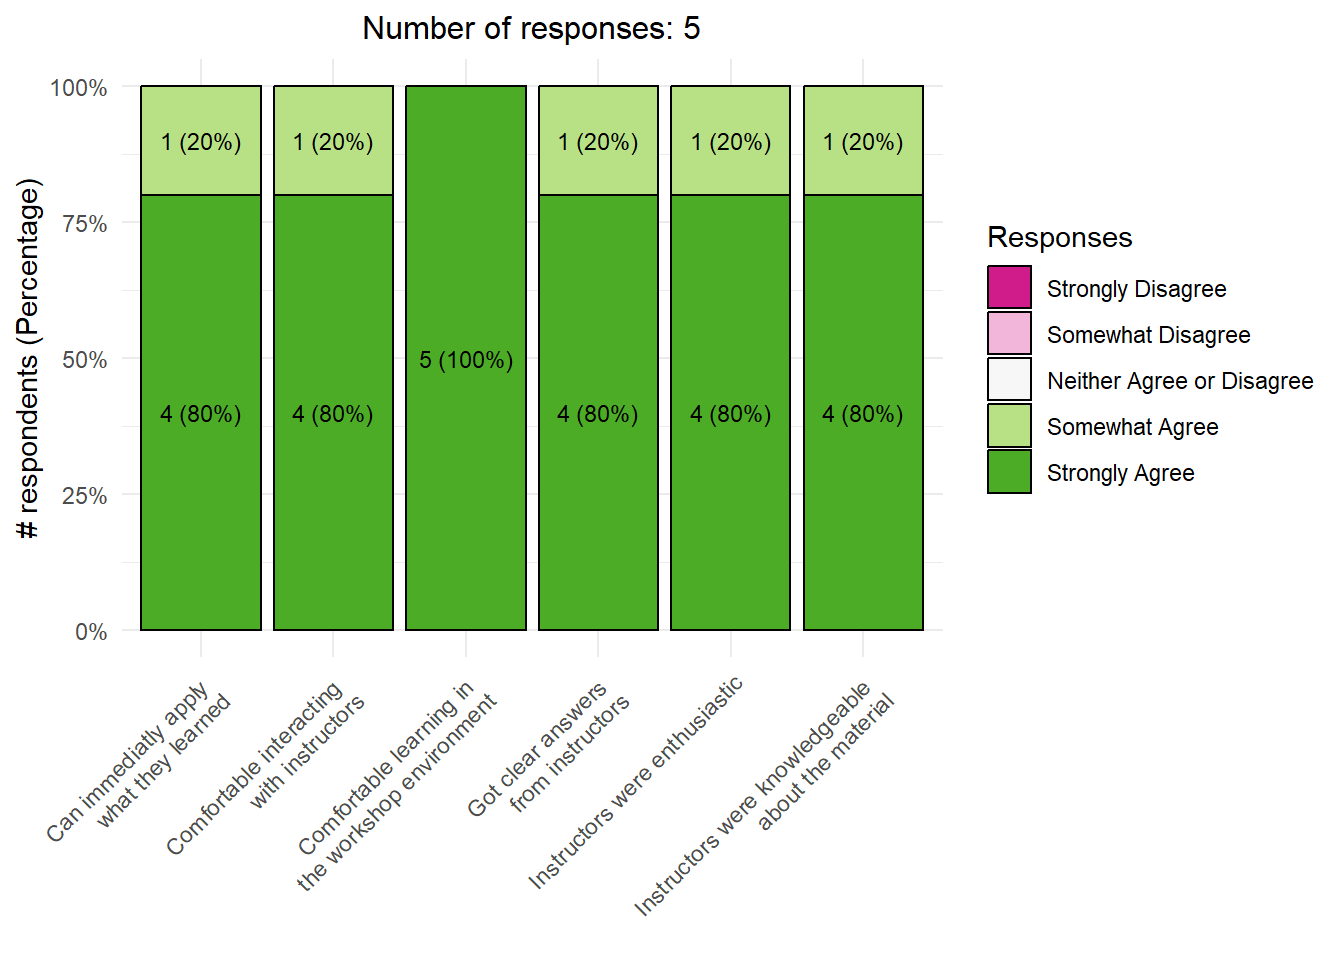 Number of responses: 5
# respondents (Percentage)
100%
75%
50%
25%
0%
1 (20%)
1 (20%)
1 (20%)
1 (20%)
1 (20%)
5 (100%)
4 (80%)
4 (80%)
4 (80%)
4 (80%)
4 (80%)
Can immediatly apply
what they learned
Comfortable interacting
with instructors
Comfortable learning in
the workshop environment
Got clear answers
from instructors
Instructors were enthusiastic
Instructors were knowledgeable
about the material
Responses
Strongly Disagree
Somewhat Disagree
Neither Agree or Disagree
Somewhat Agree
Strongly Agree